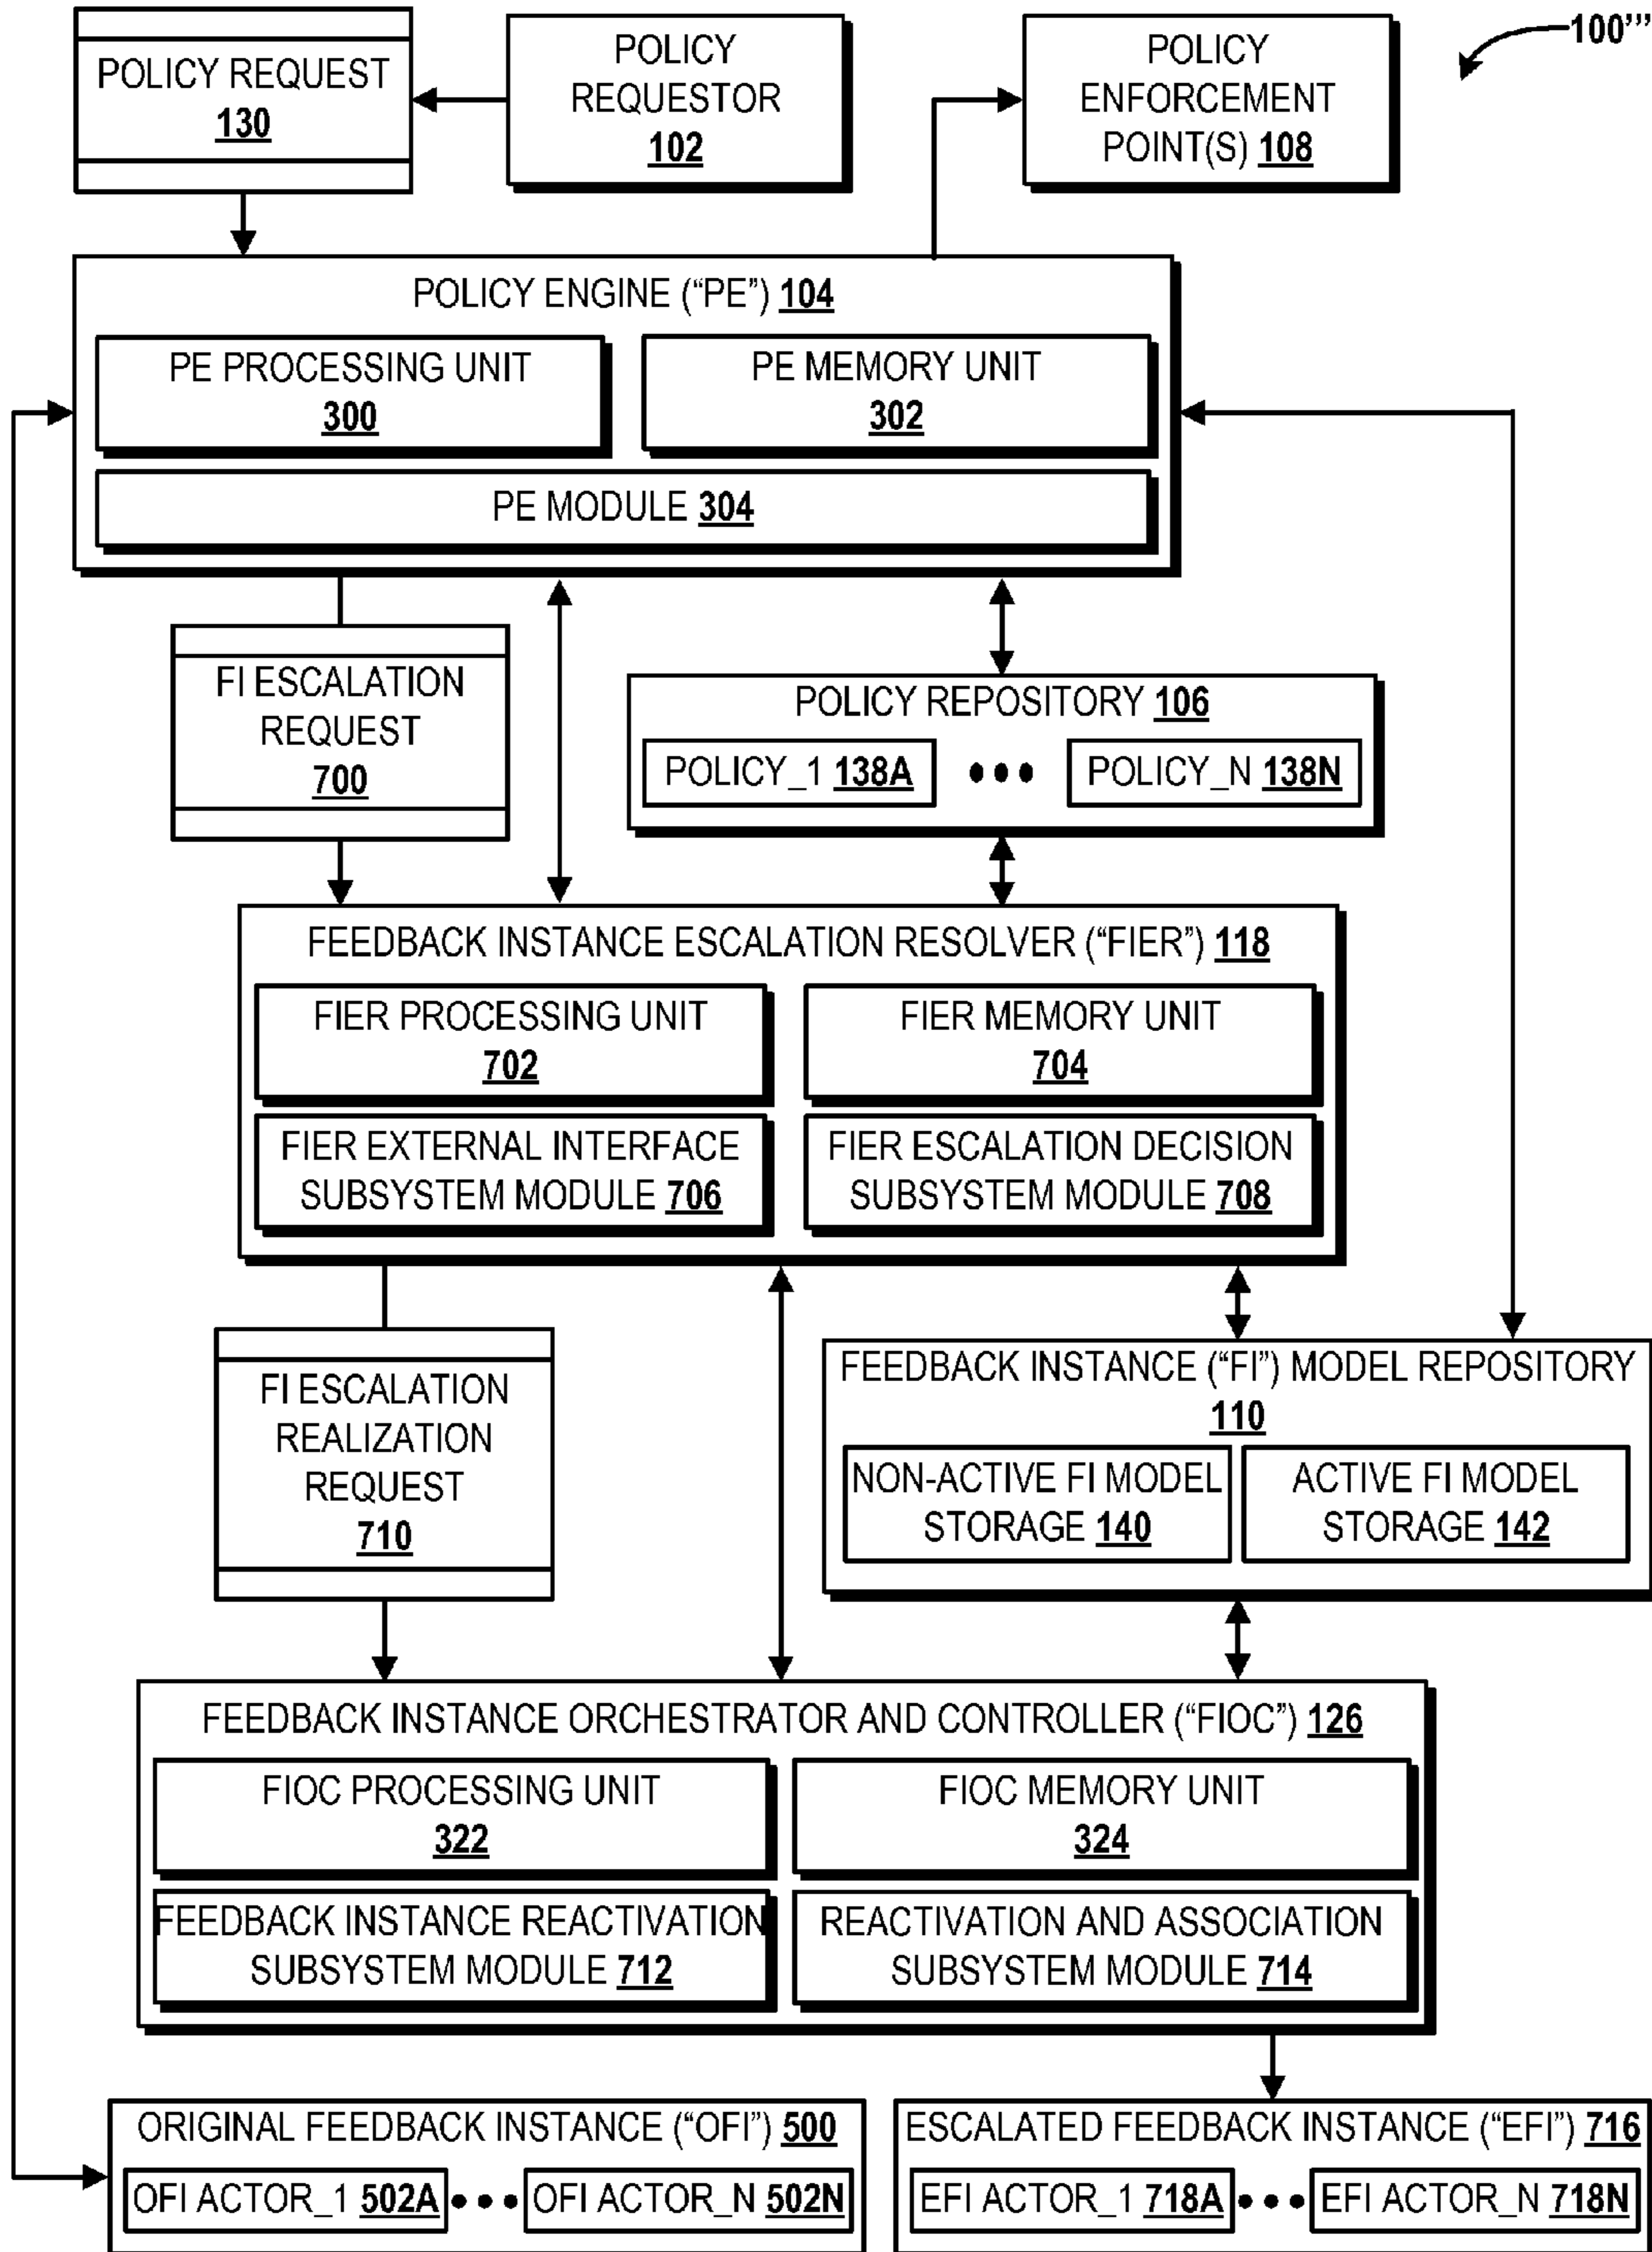 100'''
POLICY REQUEST
130
POLICY
REQUESTOR
102
POLICY
ENFORCEMENT
POINT(S) 108
POLICY ENGINE (“PE”) 104
PE PROCESSING UNIT
300
PE MEMORY UNIT
302
PE MODULE 304
FI ESCALATION
REQUEST
700
POLICY REPOSITORY 106
POLICY_1 138A
POLICY_N 138N
FEEDBACK INSTANCE ESCALATION RESOLVER (“FIER”) 118
FIER PROCESSING UNIT
702
FIER MEMORY UNIT
704
FIER EXTERNAL INTERFACE
SUBSYSTEM MODULE 706
FIER ESCALATION DECISION
SUBSYSTEM MODULE 708
FI ESCALATION
REALIZATION
REQUEST
710
FEEDBACK INSTANCE (“FI”) MODEL REPOSITORY
110
NON-ACTIVE FI MODEL
STORAGE 140
ACTIVE FI MODEL
STORAGE 142
FEEDBACK INSTANCE ORCHESTRATOR AND CONTROLLER (“FIOC”) 126
FIOC PROCESSING UNIT
322
FIOC MEMORY UNIT
324
FEEDBACK INSTANCE REACTIVATION
SUBSYSTEM MODULE 712
REACTIVATION AND ASSOCIATION
SUBSYSTEM MODULE 714
ORIGINAL FEEDBACK INSTANCE (“OFI”) 500
OFI ACTOR_1 502A
OFI ACTOR_N 502N
ESCALATED FEEDBACK INSTANCE (“EFI”) 716
EFI ACTOR_1 718A
EFI ACTOR_N 718N